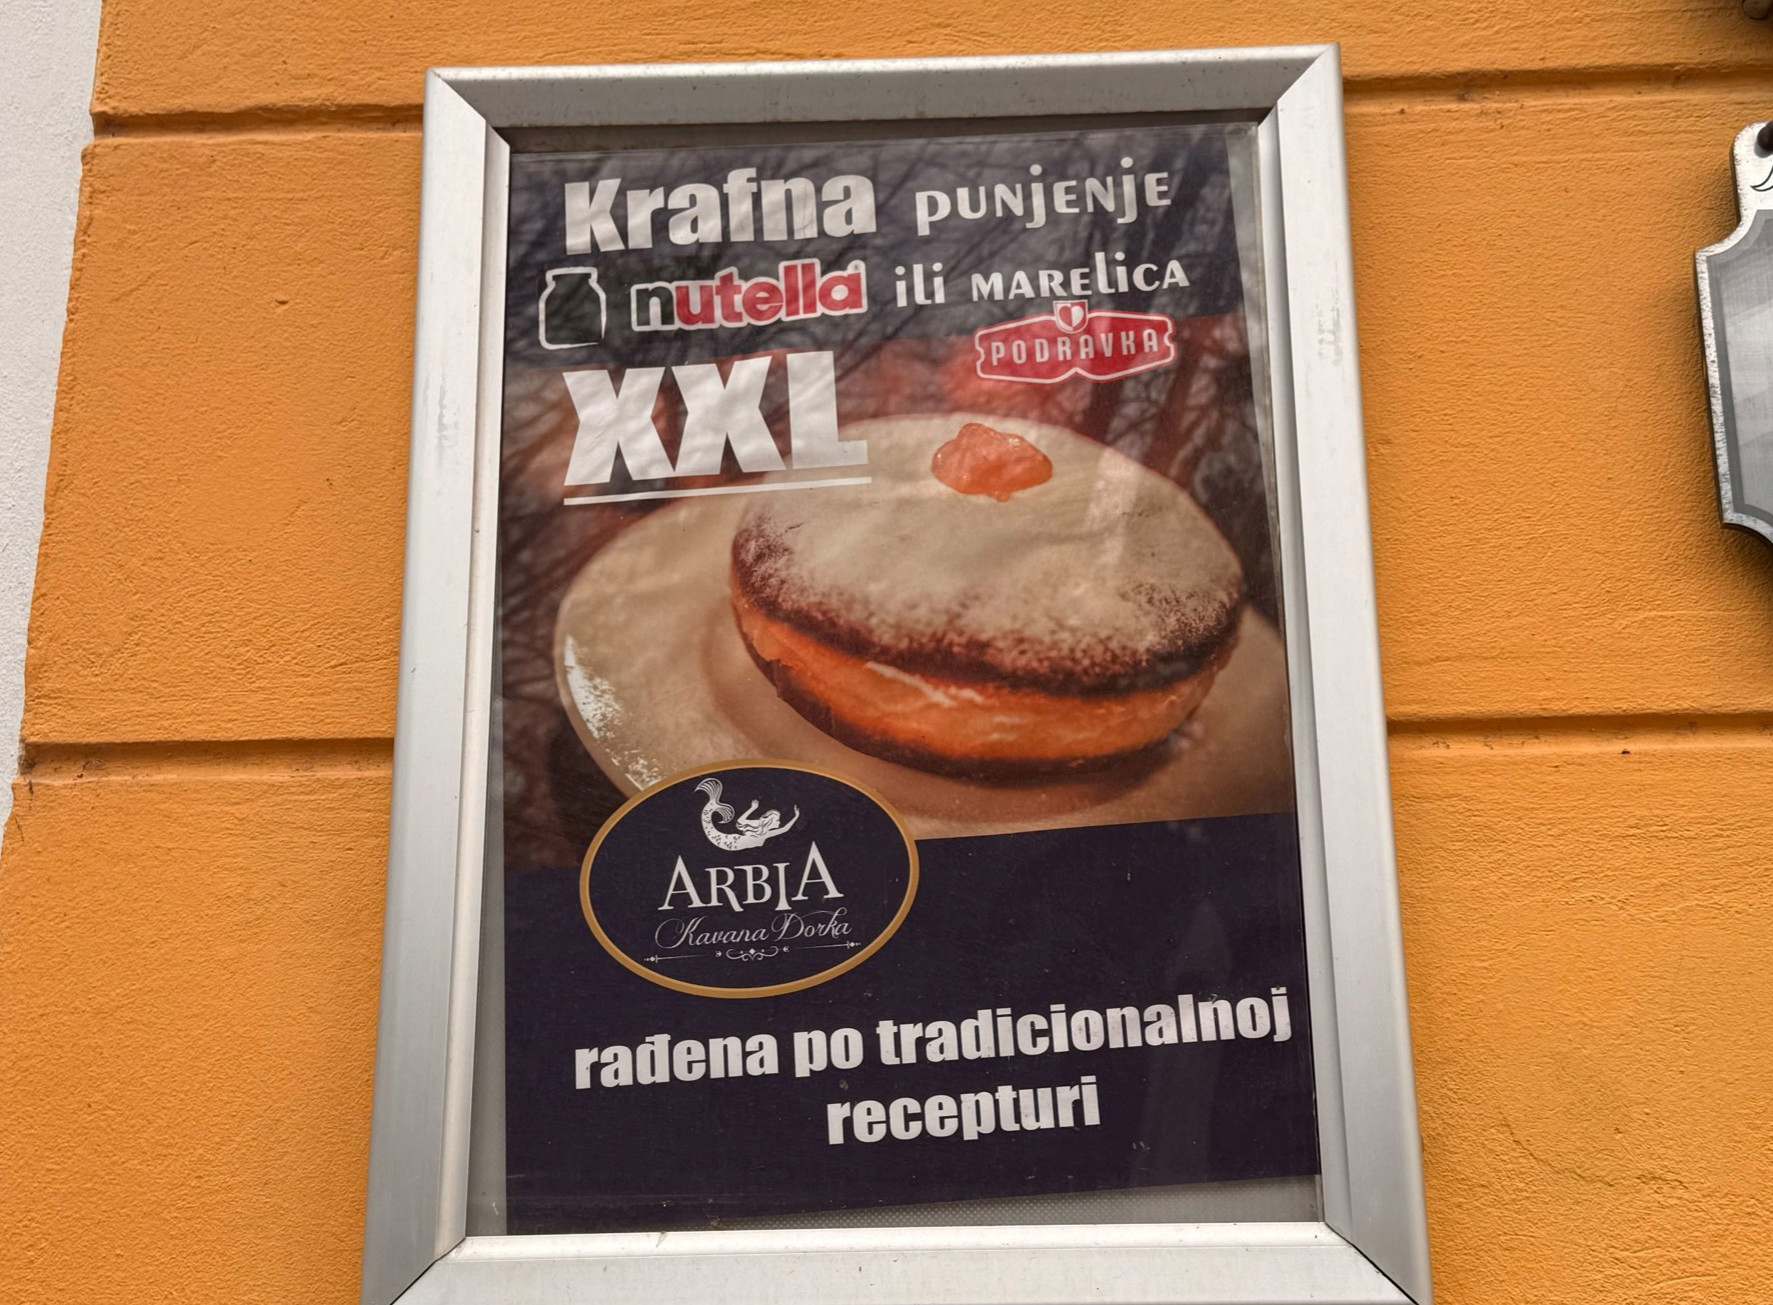 Krafna punjenje
nutella ili marelica
PODRAVKA
XXL
ARBIA
Kavana Dorka
rađena po tradicionalnoj
recepturi